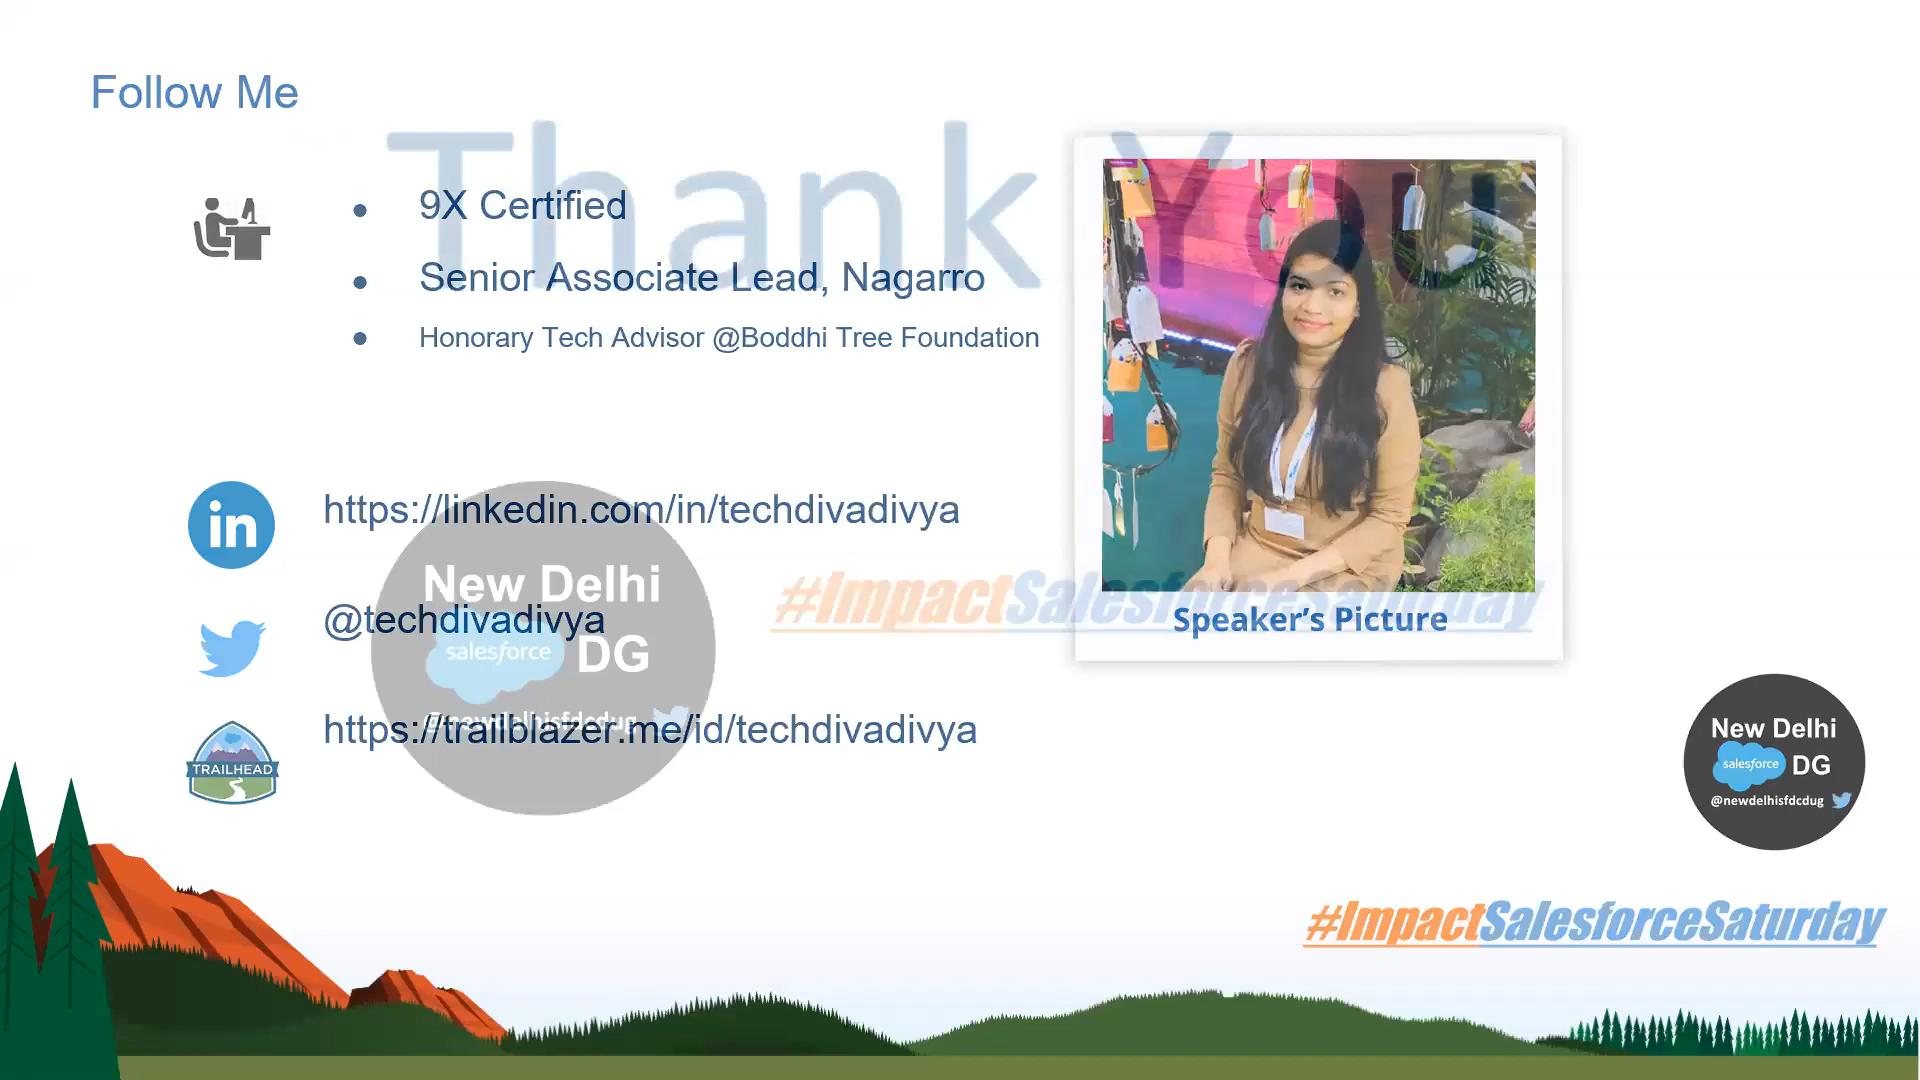 Follow Me
Thank You
9X Certified
Senior Associate Lead, Nagarro
Honorary Tech Advisor @Boddhi Tree Foundation
https://linkedin.com/in/techdivadivya
in
New Delhi
@techdivadivya
salesforce DG
@newdelhisfdcdug
https://trailblazer.me/id/techdivadivya
TRAILHEAD
#ImpactSalesforceSaturday
Speaker’s Picture
New Delhi
salesforce DG
@newdelhisfdcdug
#ImpactSalesforceSaturday